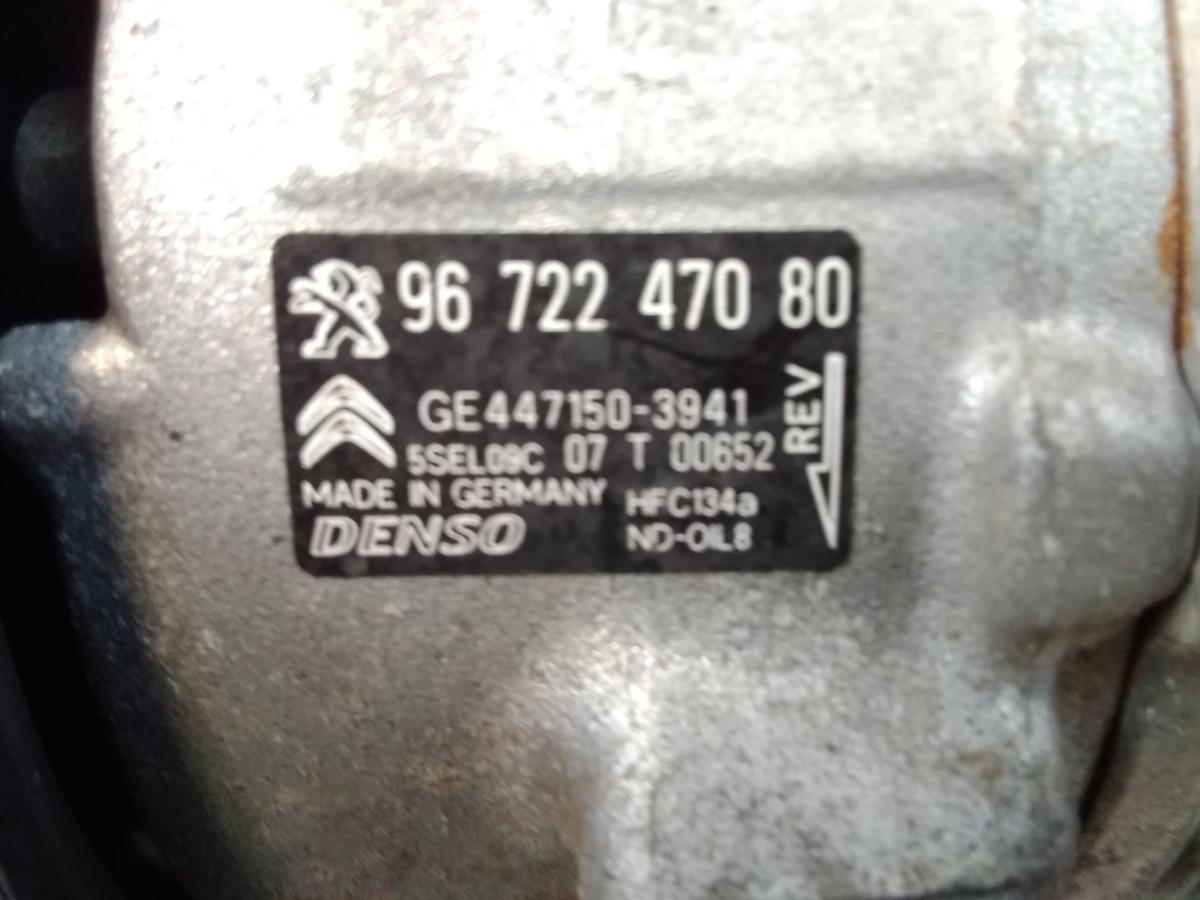 96 722 470 80
GE447150-3941
5SEL09C 07 T 00652
REV
MADE IN GERMANY
HFC134a
DENSO
ND-OIL8